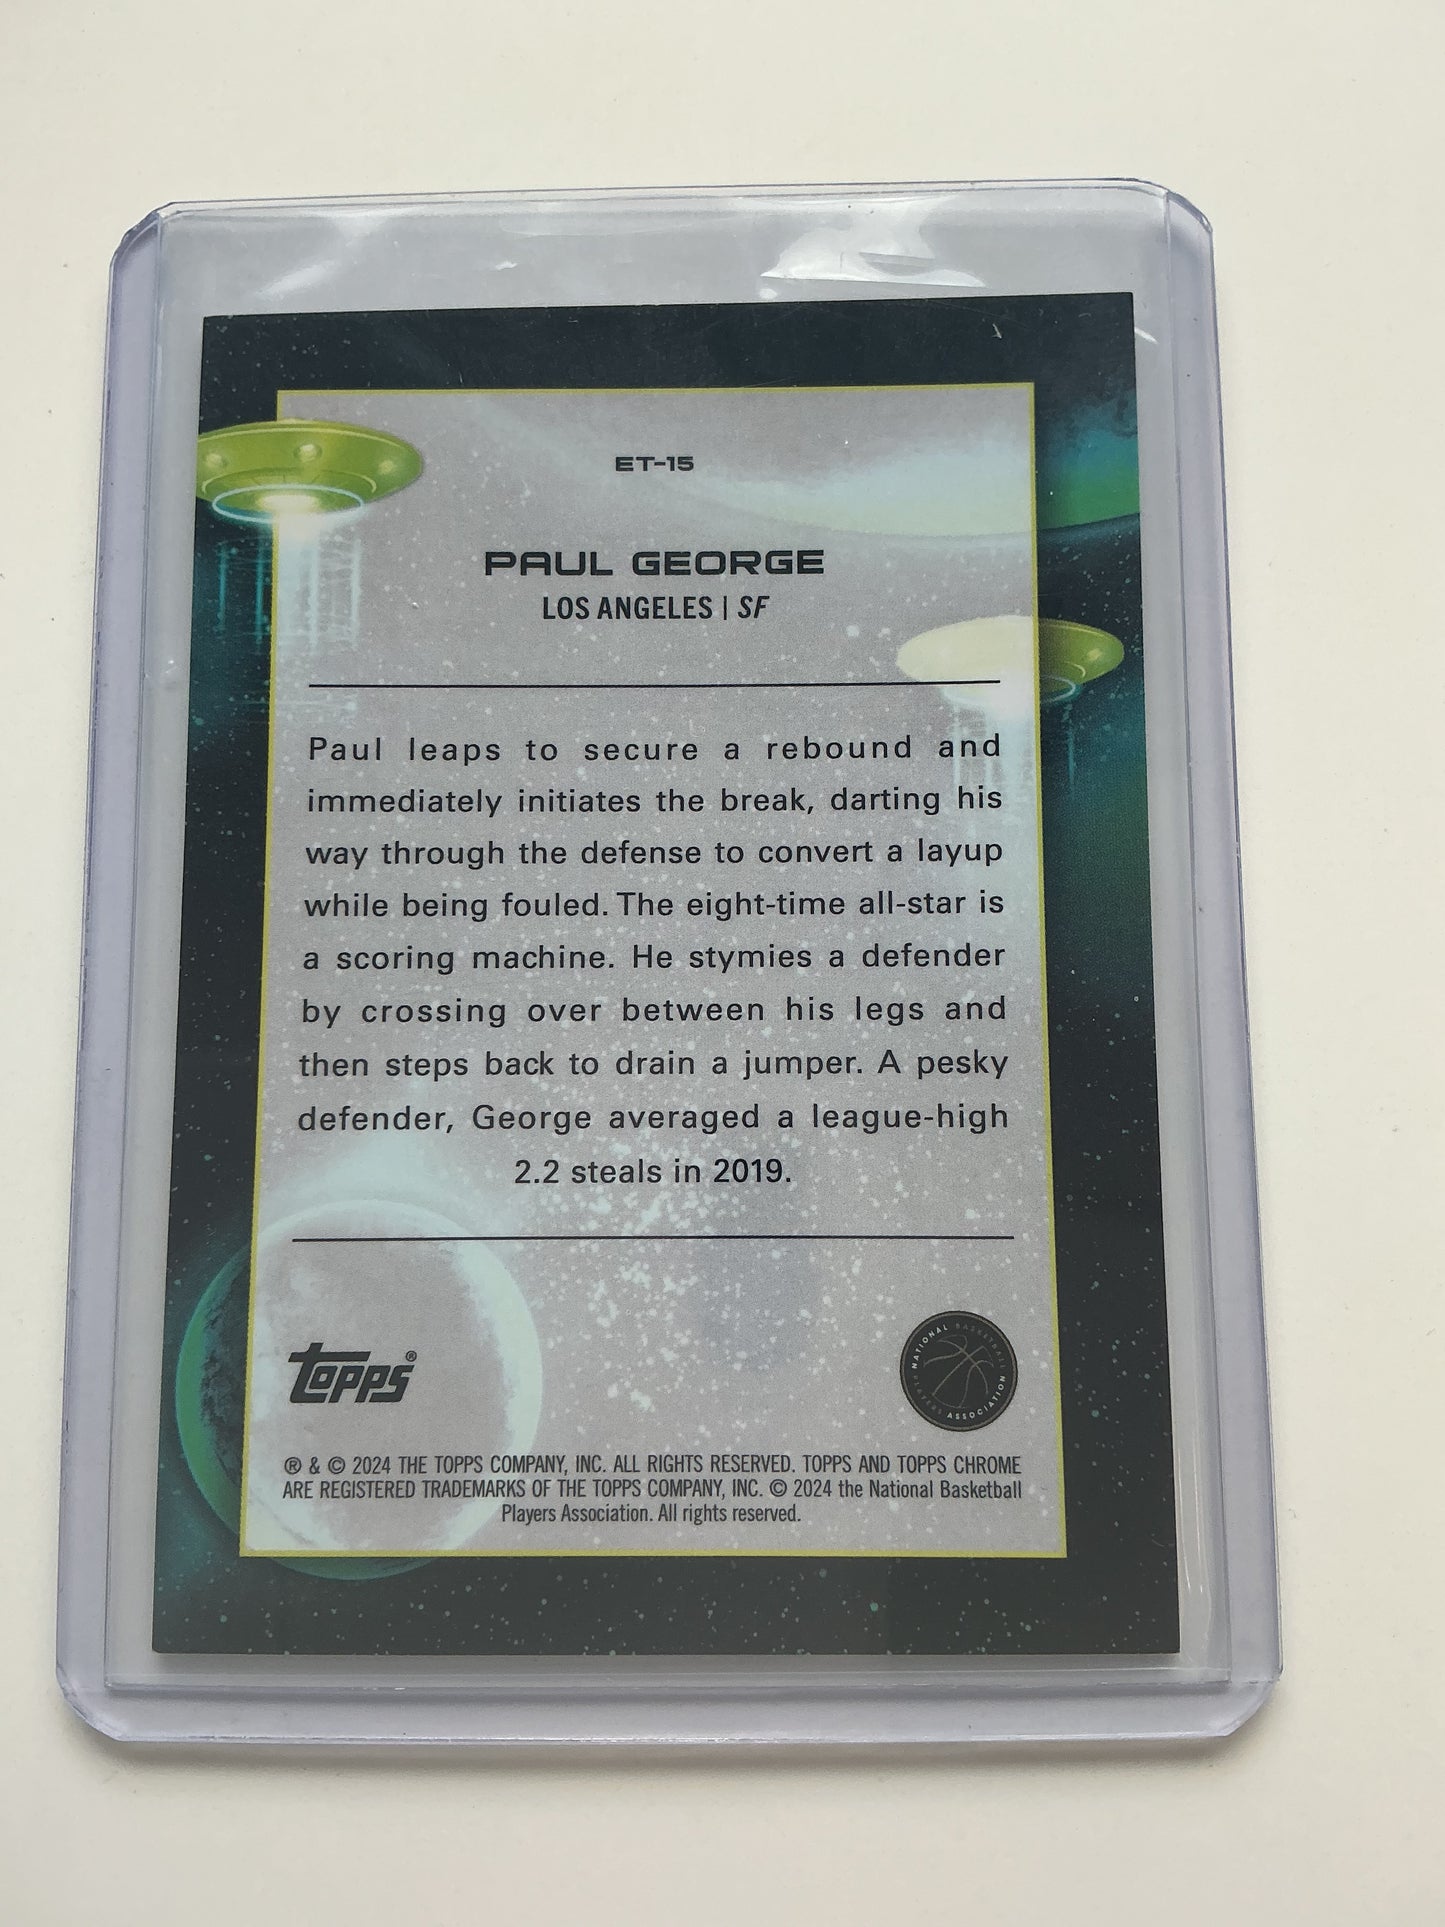 ET-15
PAUL GEORGE
LOS ANGELES | SF
Paul leaps to secure a rebound and
immediately initiates the break, darting his
way through the defense to convert a layup
while being fouled. The eight-time all-star is
a scoring machine. He stymies a defender
by crossing over between his legs and
then steps back to drain a jumper. A pesky
defender, George averaged a league-high
2.2 steals in 2019.
Topps®
NATIONAL BASKETBALL
PLAYERS ASSOCIATION
® & © 2024 THE TOPPS COMPANY, INC. ALL RIGHTS RESERVED. TOPPS AND TOPPS CHROME
ARE REGISTERED TRADEMARKS OF THE TOPPS COMPANY, INC. © 2024 the National Basketball
Players Association. All rights reserved.